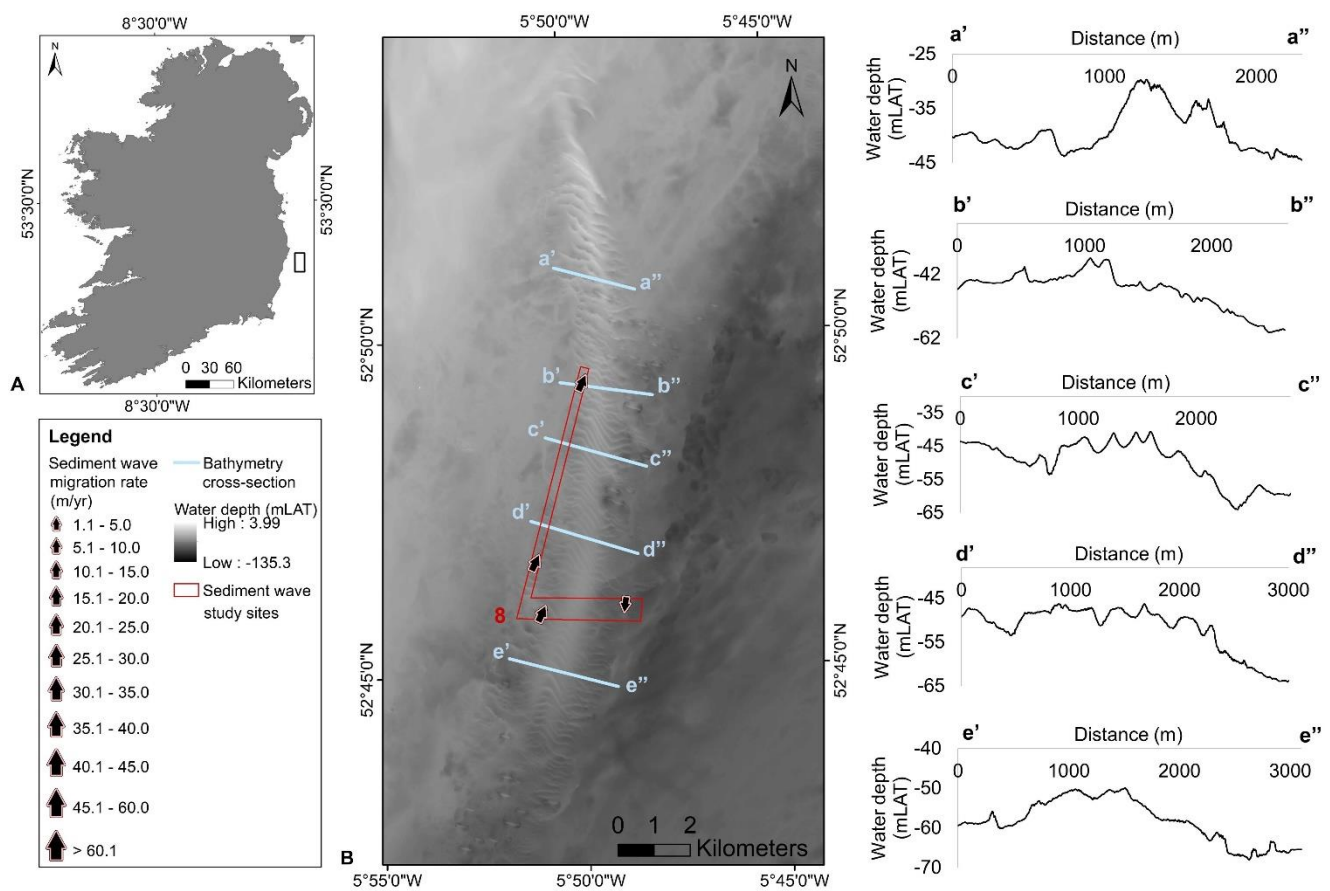 8°30'0"W
N
53°30'0"N
53°30'0"N
0 30 60
Kilometers
A
8°30'0"W
Legend
Sediment wave
migration rate
(m/yr)
1.1 - 5.0
5.1 - 10.0
10.1 - 15.0
15.1 - 20.0
20.1 - 25.0
25.1 - 30.0
30.1 - 35.0
35.1 - 40.0
40.1 - 45.0
45.1 - 60.0
> 60.1
Bathymetry
cross-section
Water depth (mLAT)
High : 3.99
Low : -135.3
Sediment wave
study sites
5°50'0"W 5°45'0"W
N
a' a''
52°50'0"N
52°50'0"N
b' b''
c' c''
d' d''
8
52°45'0"N
52°45'0"N
e' e''
0 1 2
Kilometers
B
5°55'0"W 5°50'0"W 5°45'0"W
a' a''
Distance (m)
-25
0 1000 2000
-35
-45
Water depth
(mLAT)
b' b''
Distance (m)
0 1000 2000
-42
-62
Water depth
(mLAT)
c' c''
Distance (m)
-35
0 1000 2000
-45
-55
-65
Water depth
(mLAT)
d' d''
Distance (m)
0 1000 2000 3000
-45
-55
-65
Water depth
(mLAT)
e' e''
Distance (m)
-40
0 1000 2000 3000
-50
-60
-70
Water depth
(mLAT)